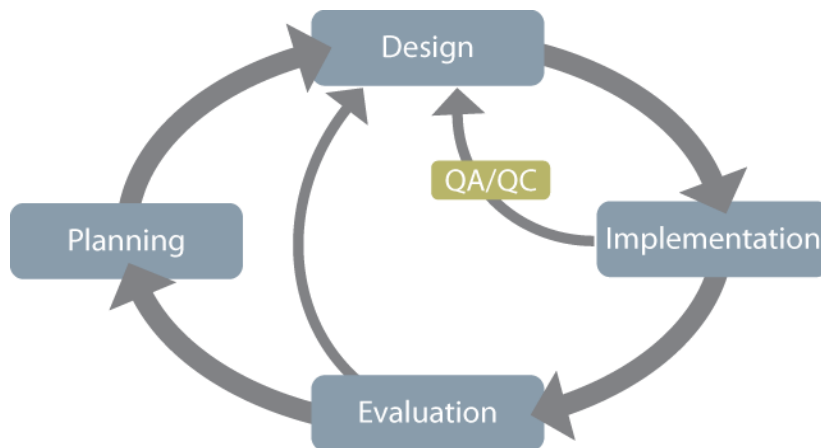 Design
QA/QC
Planning
Implementation
Evaluation